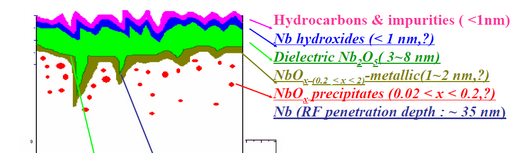 Hydrocarbons & impurities ( <1nm)
Nb hydroxides (< 1 nm,?)
Dielectric Nb2O5( 3~8 nm)
NbOx (0.2 < x < 2)-metallic(1~2 nm,?)
NbOx precipitates (0.02 < x < 0.2,?)
Nb (RF penetration depth : ~ 35 nm)